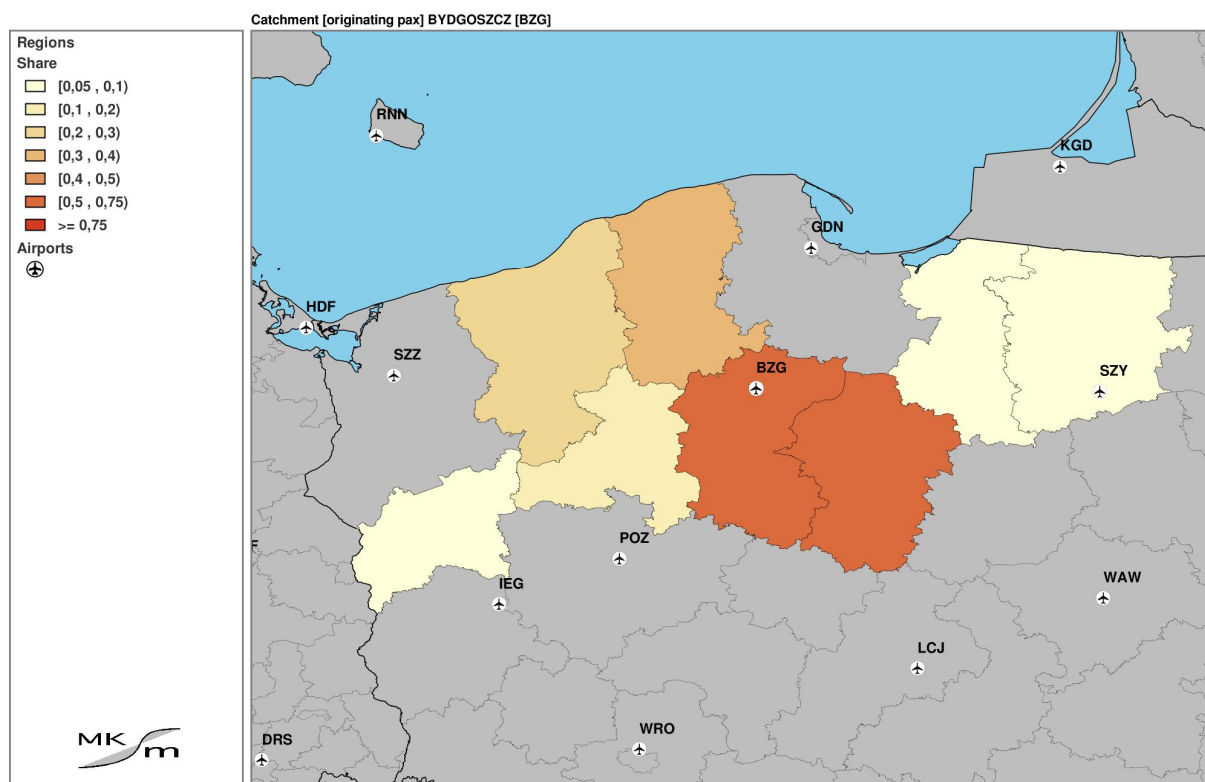 Catchment [originating pax] BYDGOSZCZ [BZG]
Regions
Share
[0,05 , 0,1)
[0,1 , 0,2)
[0,2 , 0,3)
[0,3 , 0,4)
[0,4 , 0,5)
[0,5 , 0,75)
>= 0,75
Airports
RNN
KGD
GDN
HDF
SZZ
BZG
SZY
F
POZ
IEG
WAW
LCJ
WRO
DRS
MK
m